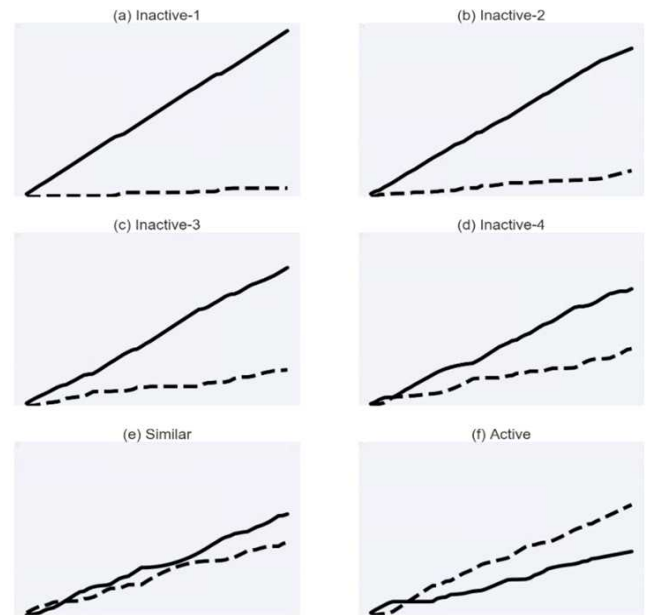 (a) Inactive-1
(b) Inactive-2
(c) Inactive-3
(d) Inactive-4
(e) Similar
(f) Active